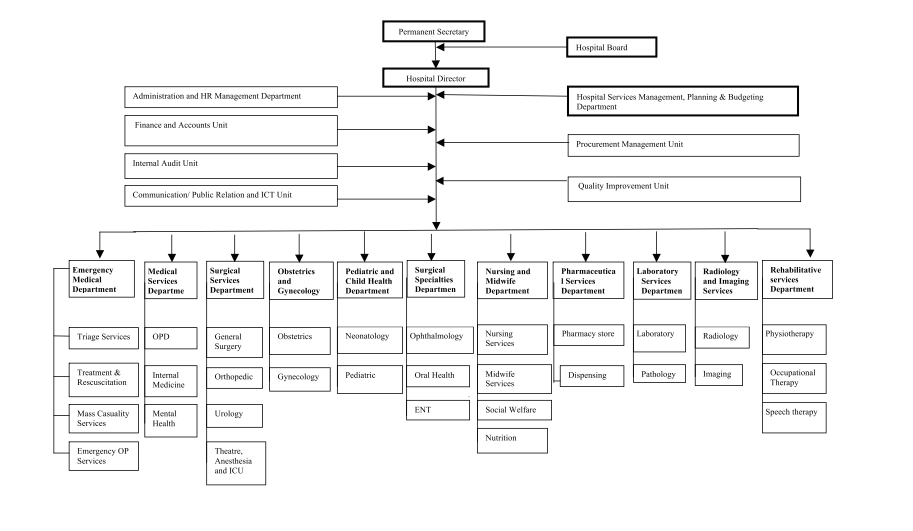 Permanent Secretary
Hospital Board
Hospital Director
Administration and HR Management Department
Hospital Services Management, Planning & Budgeting
Department
Finance and Accounts Unit
Procurement Management Unit
Internal Audit Unit
Quality Improvement Unit
Communication/ Public Relation and ICT Unit
Emergency
Medical
Department
Medical
Services
Departme
Surgical
Services
Department
Obstetrics
and
Gynecology
Pediatric and
Child Health
Department
Surgical
Specialties
Departmen
Nursing and
Midwife
Department
Pharmaceutica
l Services
Department
Laboratory
Services
Departmen
Radiology
and Imaging
Services
Rehabilitative
services
Department
Triage Services
Treatment &
Rescuscitation
Mass Casuality
Services
Emergency OP
Services
OPD
Internal
Medicine
Mental
Health
General
Surgery
Orthopedic
Urology
Theatre,
Anesthesia
and ICU
Obstetrics
Gynecology
Neonatology
Pediatric
Ophthalmology
Oral Health
ENT
Nursing
Services
Midwife
Services
Social Welfare
Nutrition
Pharmacy store
Dispensing
Laboratory
Pathology
Radiology
Imaging
Physiotherapy
Occupational
Therapy
Speech therapy